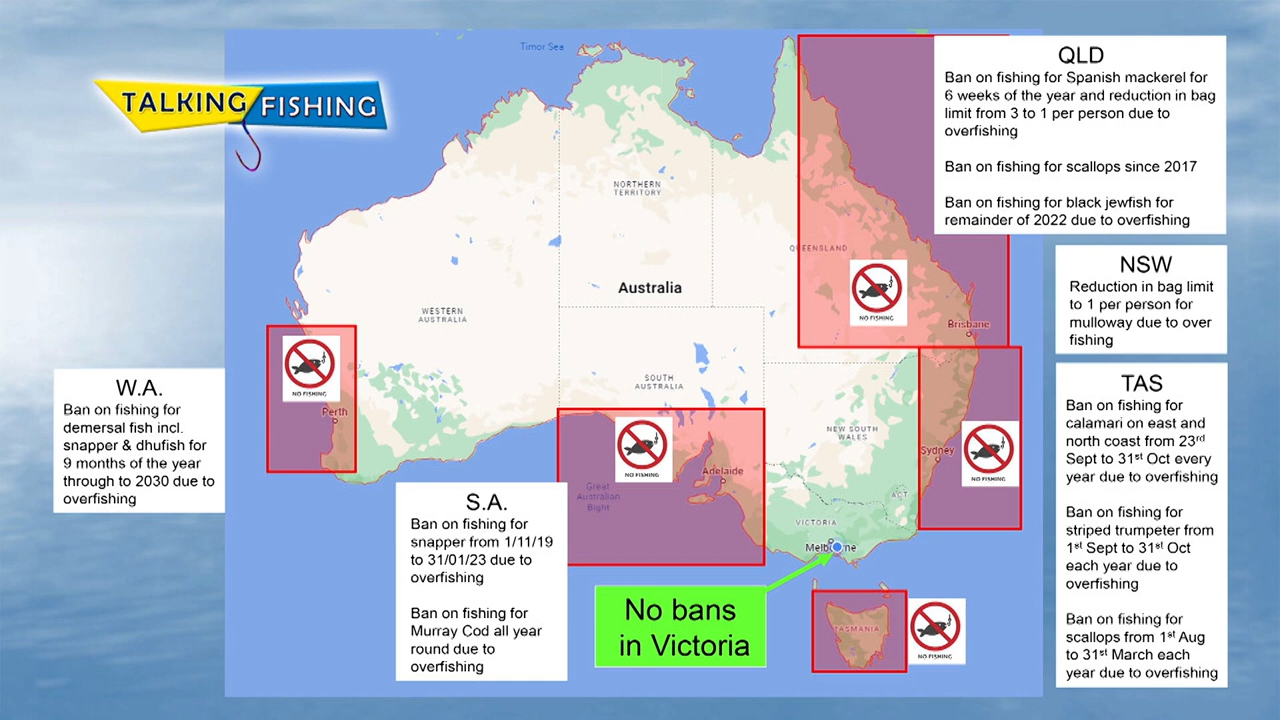 TALKING FISHING
Timor Sea
NORTHERN
TERRITORY
QUEENSLAND
Australia
WESTERN
AUSTRALIA
SOUTH
AUSTRALIA
NEW SOUTH
WALES
ACT
VICTORIA
Melbourne
TASMANIA
Great
Australian
Bight
Perth
Adelaide
Sydney
Brisbane
NO FISHING
NO FISHING
NO FISHING
NO FISHING
NO FISHING
QLD
Ban on fishing for Spanish mackerel for
6 weeks of the year and reduction in bag
limit from 3 to 1 per person due to
overfishing
Ban on fishing for scallops since 2017
Ban on fishing for black jewfish for
remainder of 2022 due to overfishing
NSW
Reduction in bag limit
to 1 per person for
mulloway due to over
fishing
W.A.
Ban on fishing for
demersal fish incl.
snapper & dhufish for
9 months of the year
through to 2030 due to
overfishing
S.A.
Ban on fishing for
snapper from 1/11/19
to 31/01/23 due to
overfishing
Ban on fishing for
Murray Cod all year
round due to
overfishing
No bans
in Victoria
TAS
Ban on fishing for
calamari on east and
north coast from 23rd
Sept to 31st Oct every
year due to overfishing
Ban on fishing for
striped trumpeter from
1st Sept to 31st Oct
each year due to
overfishing
Ban on fishing for
scallops from 1st Aug
to 31st March each
year due to overfishing